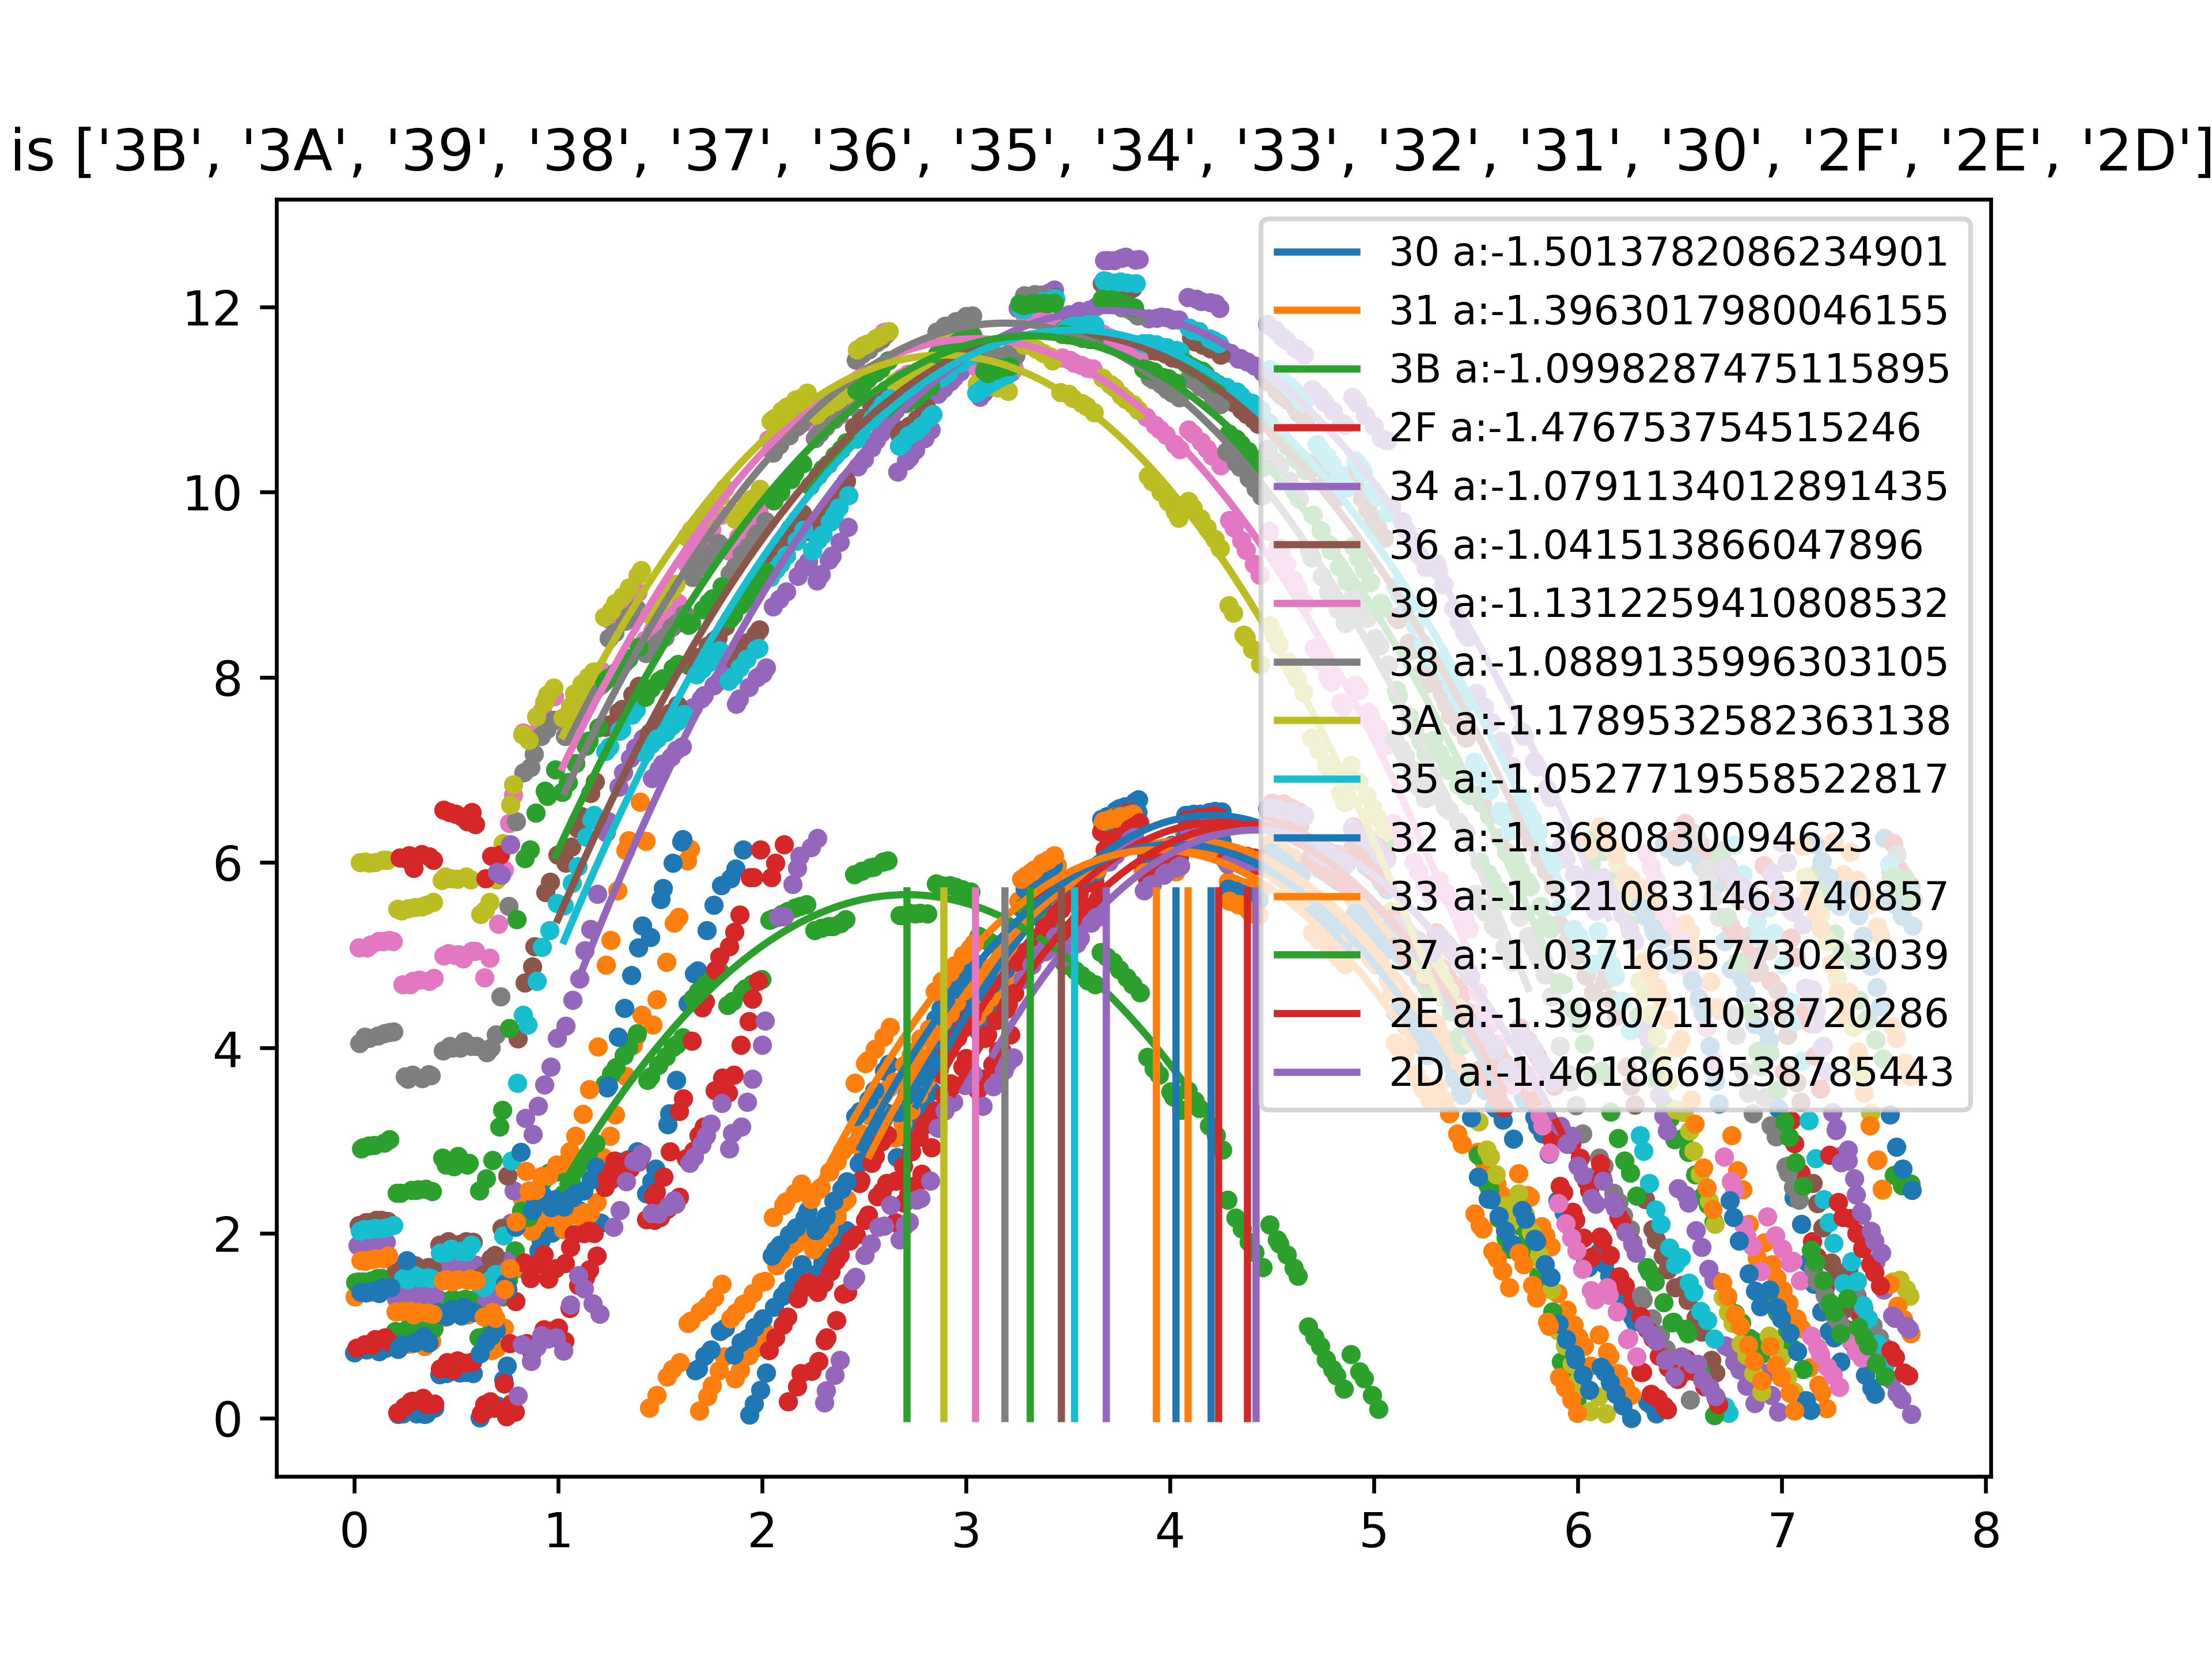 is ['3B', '3A', '39', '38', '37', '36', '35', '34', '33', '32', '31', '30', '2F', '2E', '2D']
30 a:-1.5013782086234901
31 a:-1.3963017980046155
3B a:-1.0998287475115895
2F a:-1.476753754515246
34 a:-1.0791134012891435
36 a:-1.041513866047896
39 a:-1.1312259410808532
38 a:-1.0889135996303105
3A a:-1.1789532582363138
35 a:-1.0527719558522817
32 a:-1.3680830094623
33 a:-1.3210831463740857
37 a:-1.0371655773023039
2E a:-1.3980711038720286
2D a:-1.4618669538785443
12
10
8
6
4
2
0
0 1 2 3 4 5 6 7 8